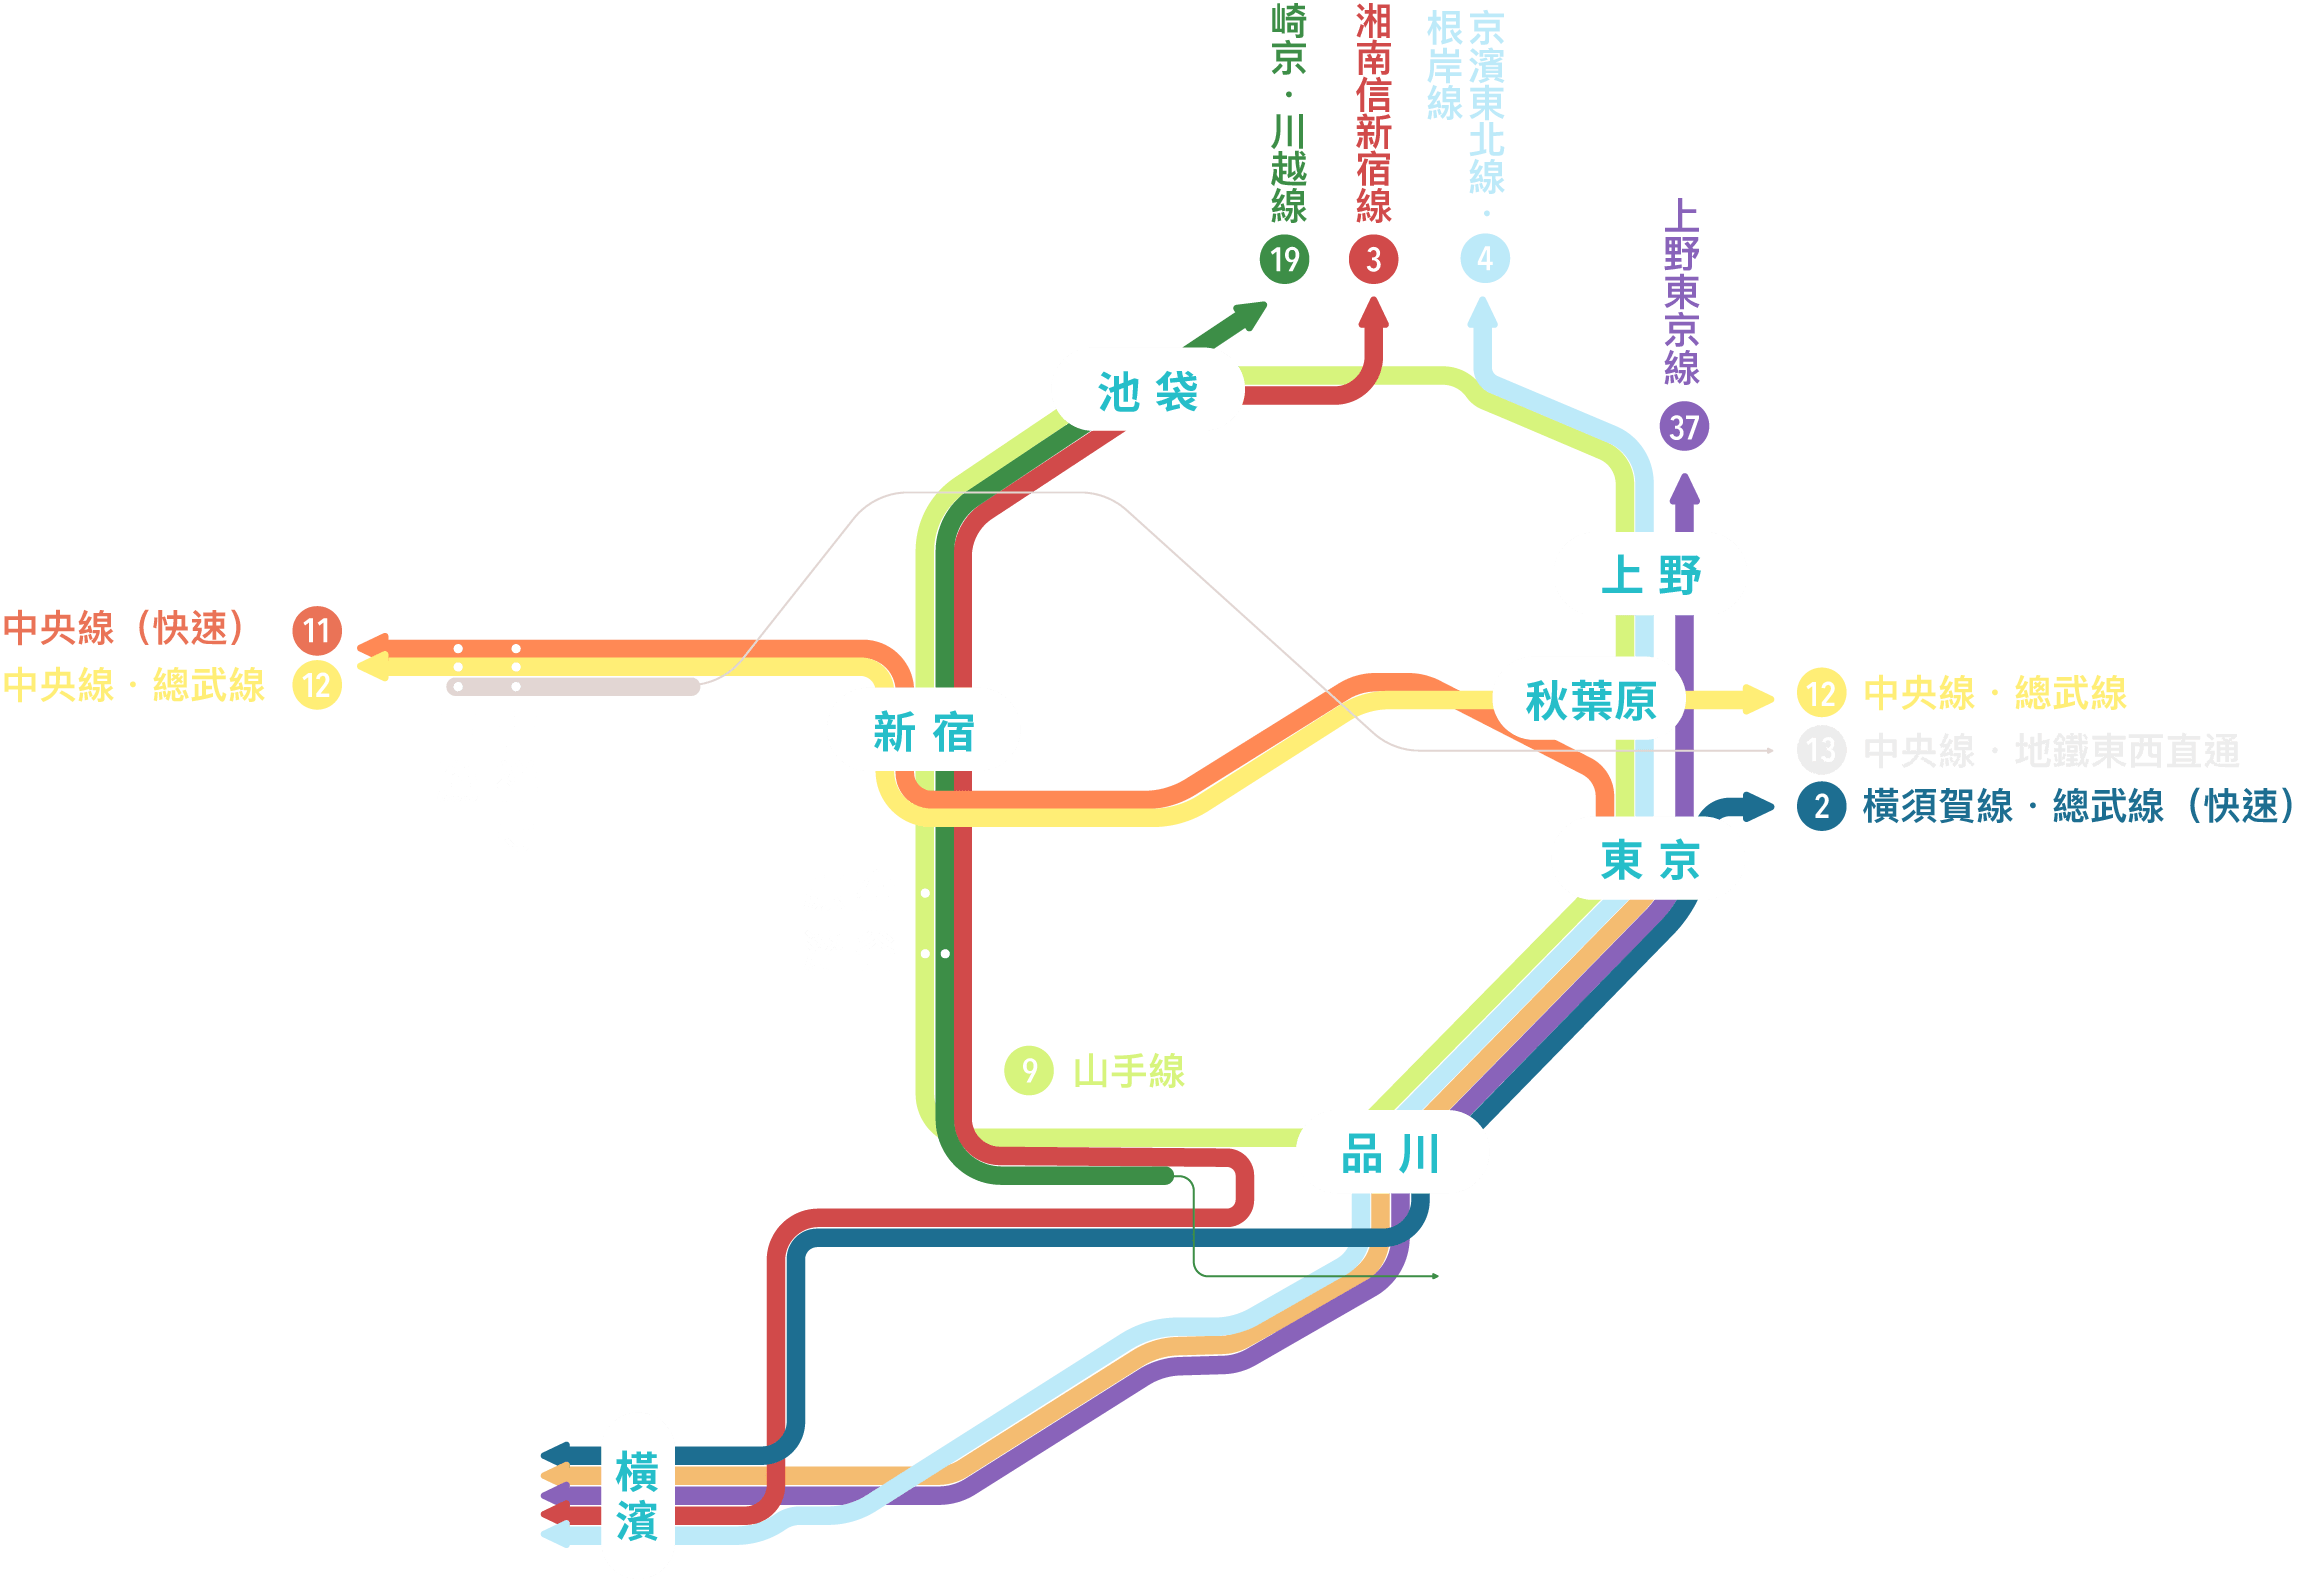 崎京·川越線
19
湘南信新宿線
3
京濱東北線·
根岸線
4
上野東京線
37
池袋
上野
中央線（快速） 11
中央線·總武線 12
新宿
秋葉原
12 中央線·總武線
13 中央線·地鐵東西直通
2 橫須賀線·總武線（快速）
東京
9 山手線
品川
橫濱